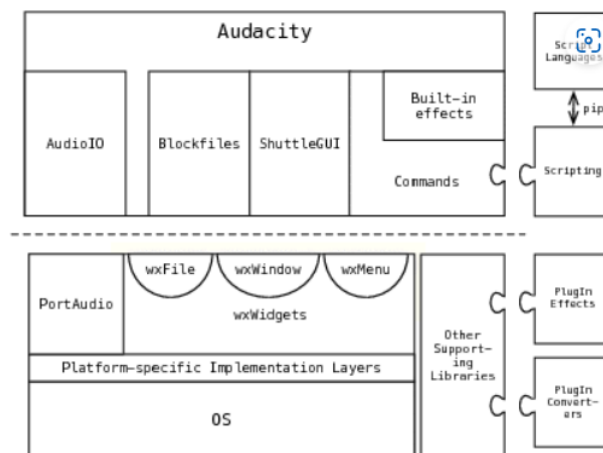 Audacity
AudioIO
Blockfiles
ShuttleGUI
Built-in
effects
Commands
Languages
pip
Scripting
PortAudio
wxFile
wxWindow
wxMenu
wxWidgets
Platform-specific Implementation Layers
OS
Other
Support-
ing
Libraries
PlugIn
Effects
PlugIn
Convert-
ers